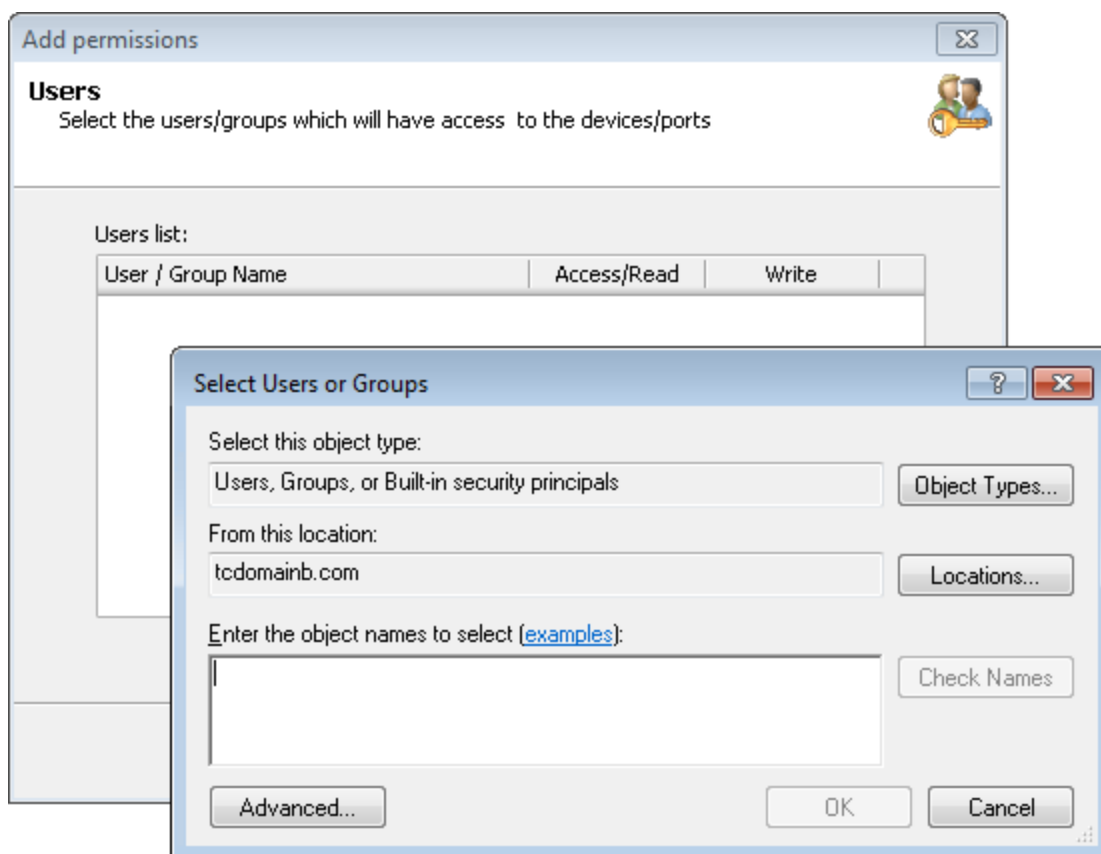 Add permissions
Users
Select the users/groups which will have access  to the devices/ports
Users list:
User / Group Name Access/Read Write
Select Users or Groups
Select this object type:
Users, Groups, or Built-in security principals Object Types...
From this location:
tcdomainb.com Locations...
Enter the object names to select (examples):
Check Names
Advanced... OK Cancel